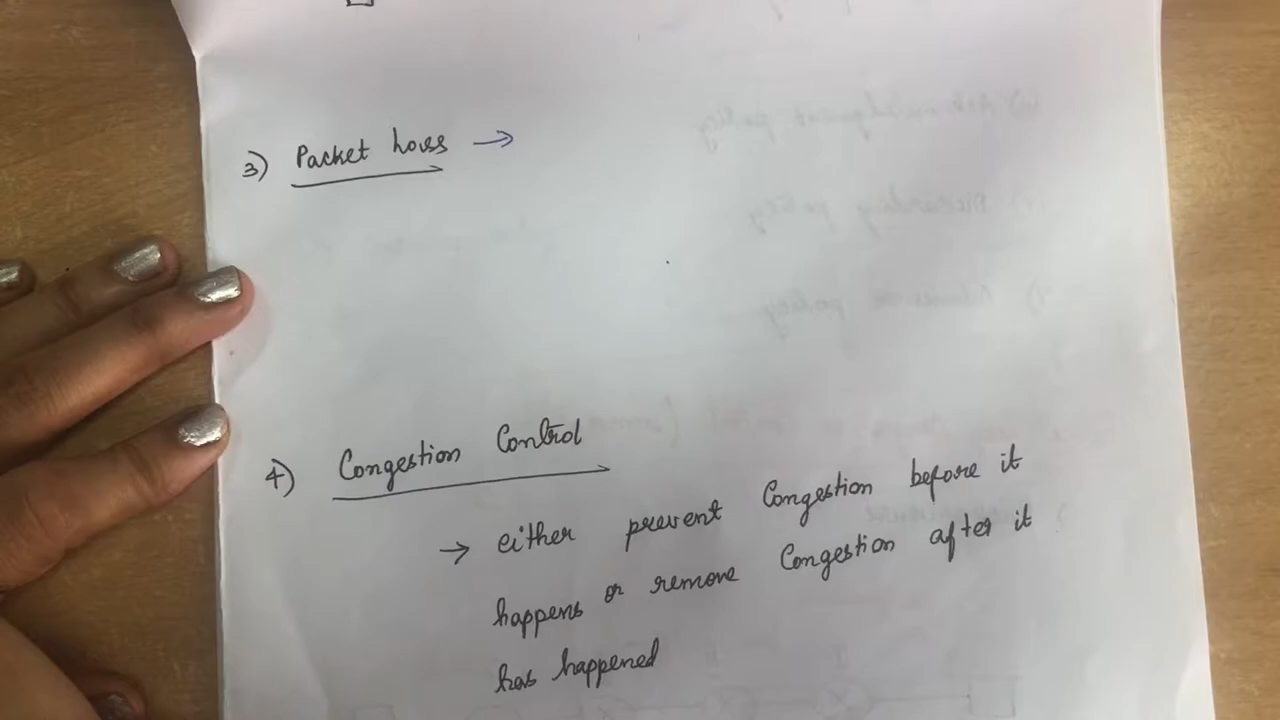 3) Packet Loss →
4) Congestion Control
→ either prevent Congestion before it
happens or remove Congestion after it
has happened